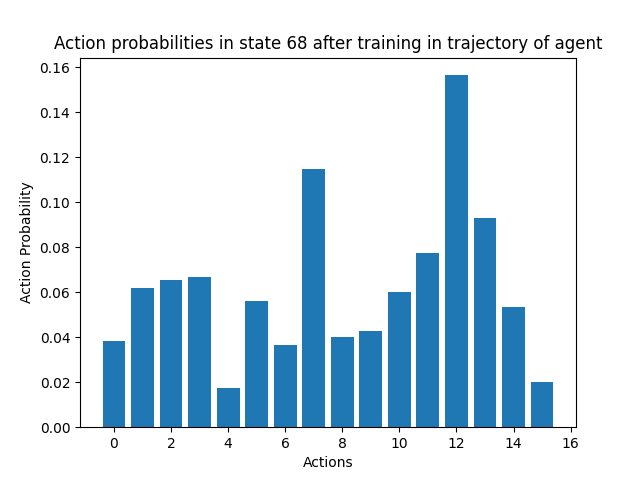 Action probabilities in state 68 after training in trajectory of agent
0.16
0.14
0.12
0.10
0.08
0.06
0.04
0.02
0.00
Action Probability
0 2 4 6 8 10 12 14 16
Actions